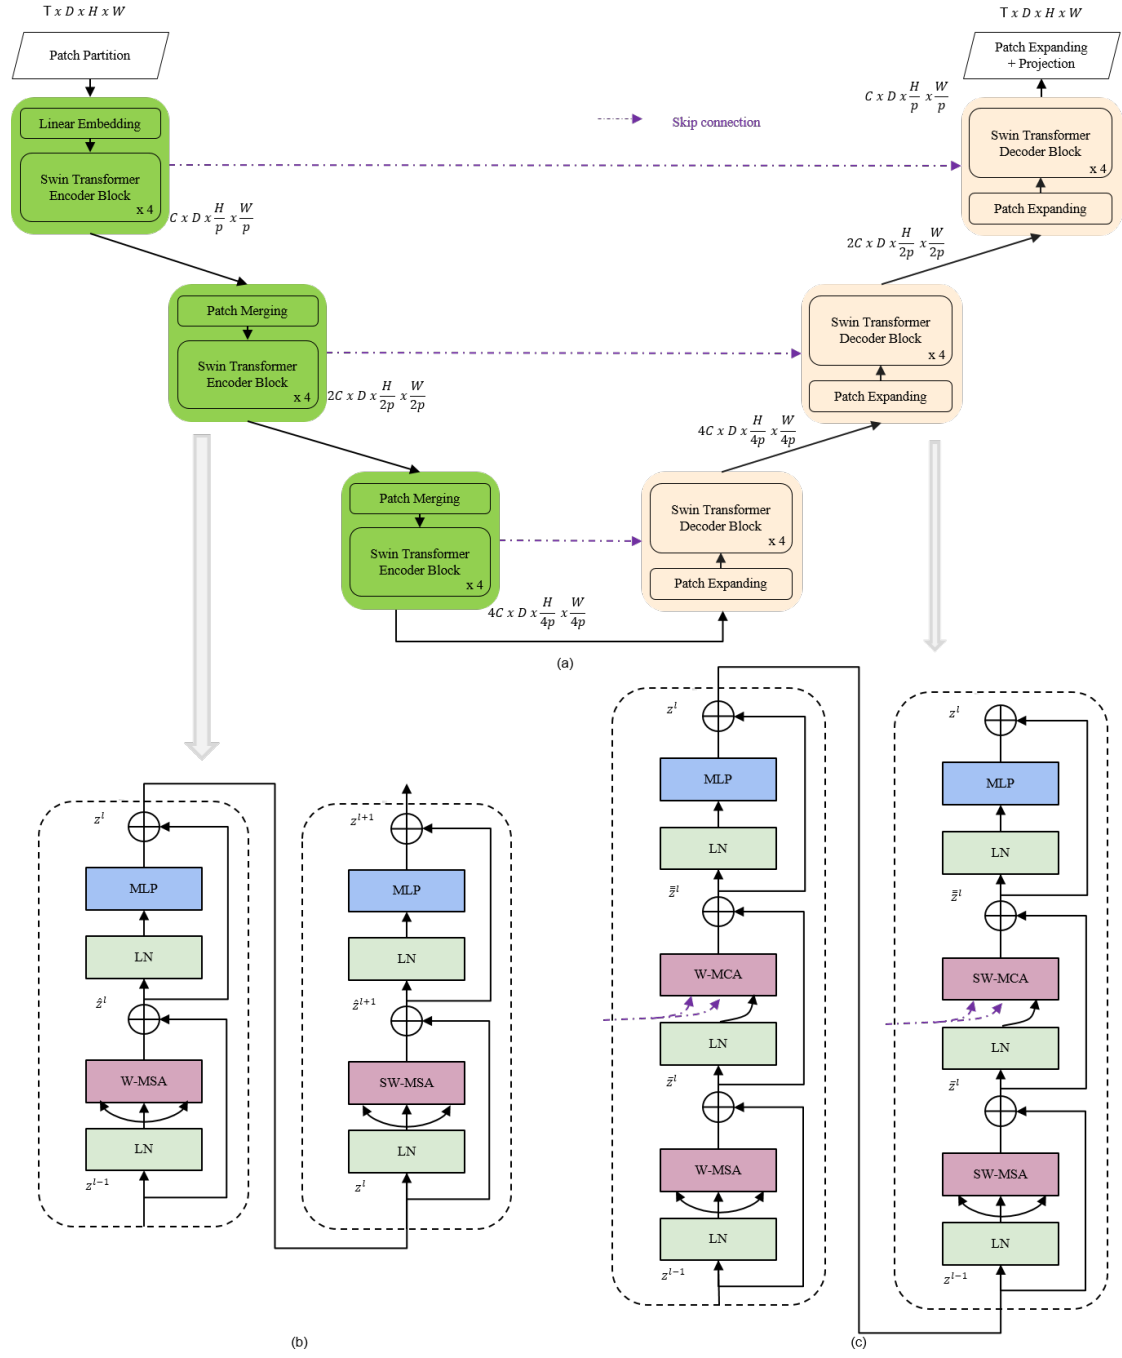 T x D x H x W
Patch Partition
Linear Embedding
Swin Transformer
Encoder Block
x 4
C x D x H/p x W/p
Patch Merging
Swin Transformer
Encoder Block
x 4
2C x D x H/2p x W/2p
Patch Merging
Swin Transformer
Encoder Block
x 4
4C x D x H/4p x W/4p
Skip connection
T x D x H x W
Patch Expanding
+ Projection
C x D x H/p x W/p
Swin Transformer
Decoder Block
x 4
Patch Expanding
2C x D x H/2p x W/2p
Swin Transformer
Decoder Block
x 4
Patch Expanding
4C x D x H/4p x W/4p
Swin Transformer
Decoder Block
x 4
Patch Expanding
(a)
z^l
MLP
LN
ẑ^l
W-MSA
LN
z^{l-1}
z^{l+1}
MLP
LN
ẑ^{l+1}
SW-MSA
LN
z^l
(b)
z^l
MLP
LN
z̿^l
W-MCA
LN
z̄^l
W-MSA
LN
z^{l-1}
z^l
MLP
LN
z̿^l
SW-MCA
LN
z̄^l
SW-MSA
LN
z^{l-1}
(c)